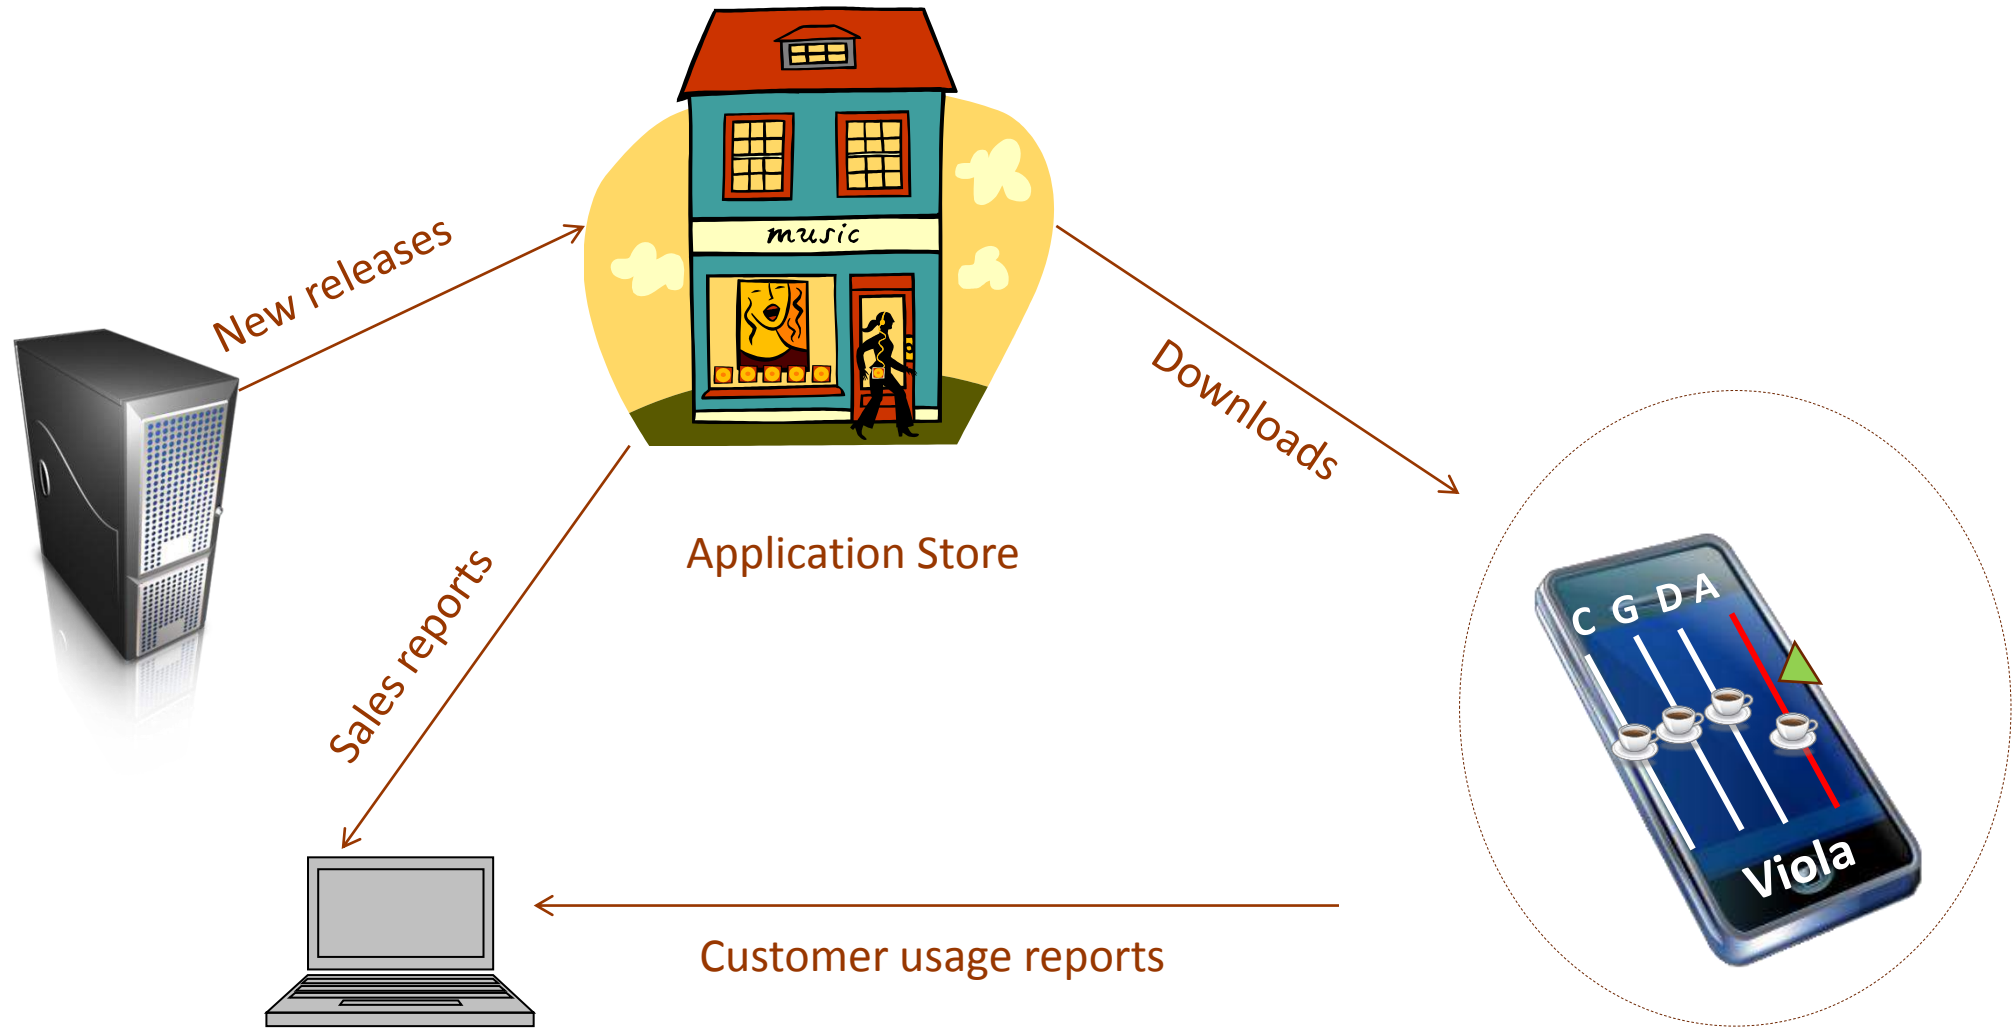 music
New releases
Downloads
Application Store
Sales reports
C G D A
Viola
Customer usage reports